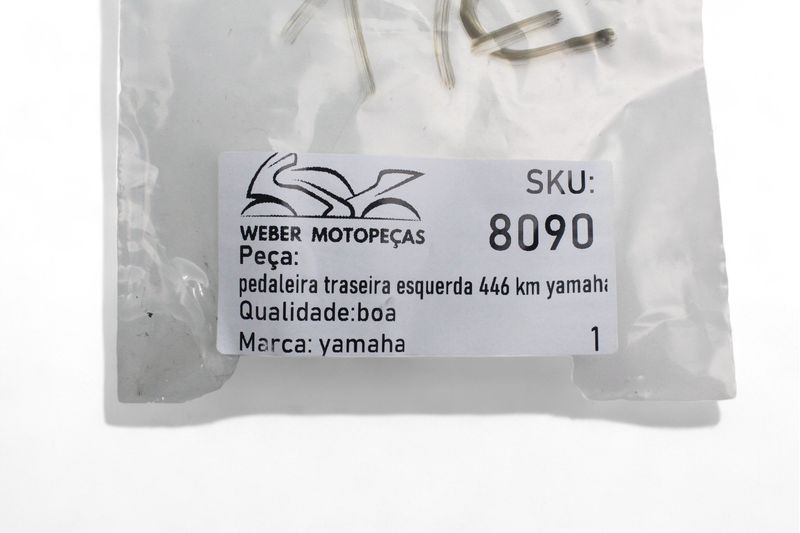 SKU:
8090
WEBER MOTOPEÇAS
Peça:
pedaleira traseira esquerda 446 km yamaha
Qualidade:boa
Marca: yamaha
1